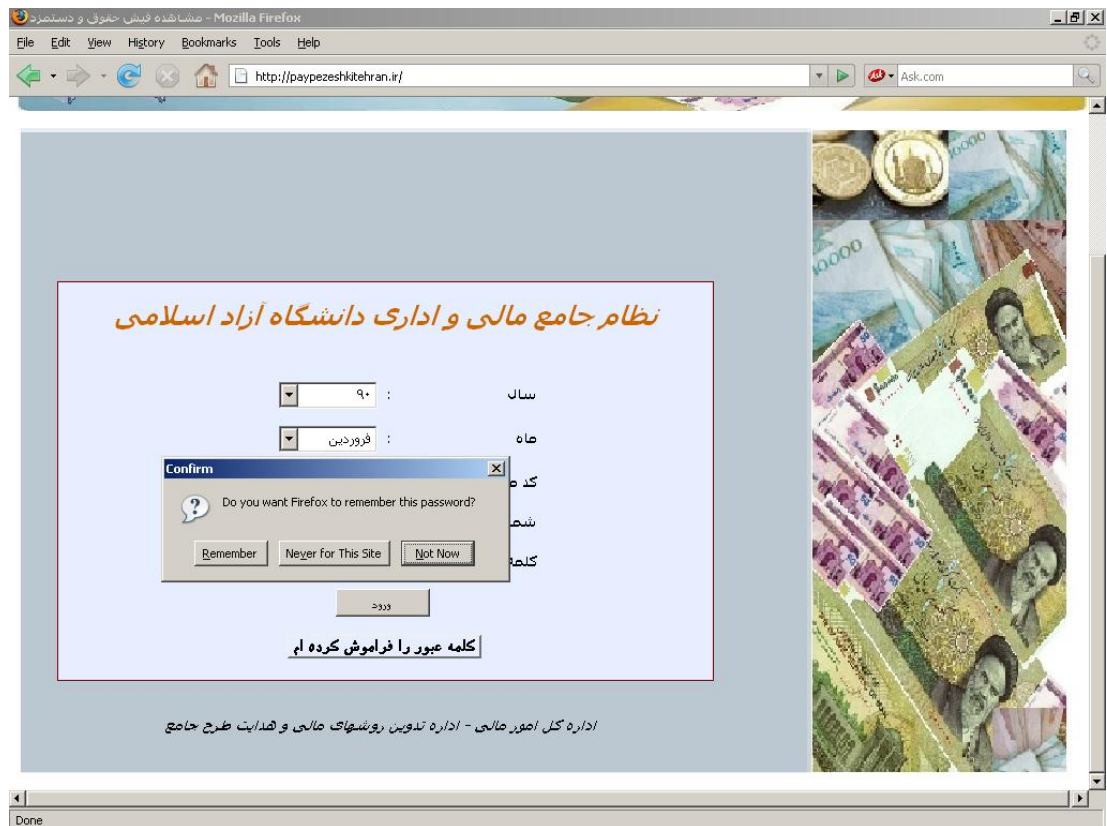 مشاهده فیش حقوق و دستمزد - Mozilla Firefox
File Edit View History Bookmarks Tools Help
http://paypezeshkitehran.ir/
Ask.com
نظام جامع مالی و اداری دانشگاه آزاد اسلامی
سال : ۹۰
ماه : فروردین
Confirm
کد
Do you want Firefox to remember this password?
شما
Remember Never for This Site Not Now
کلمه
ورود
کلمه عبور را فراموش کرده ام
اداره کل امور مالی - اداره تدوین روشهای مالی و هدایت طرح جامع
Done